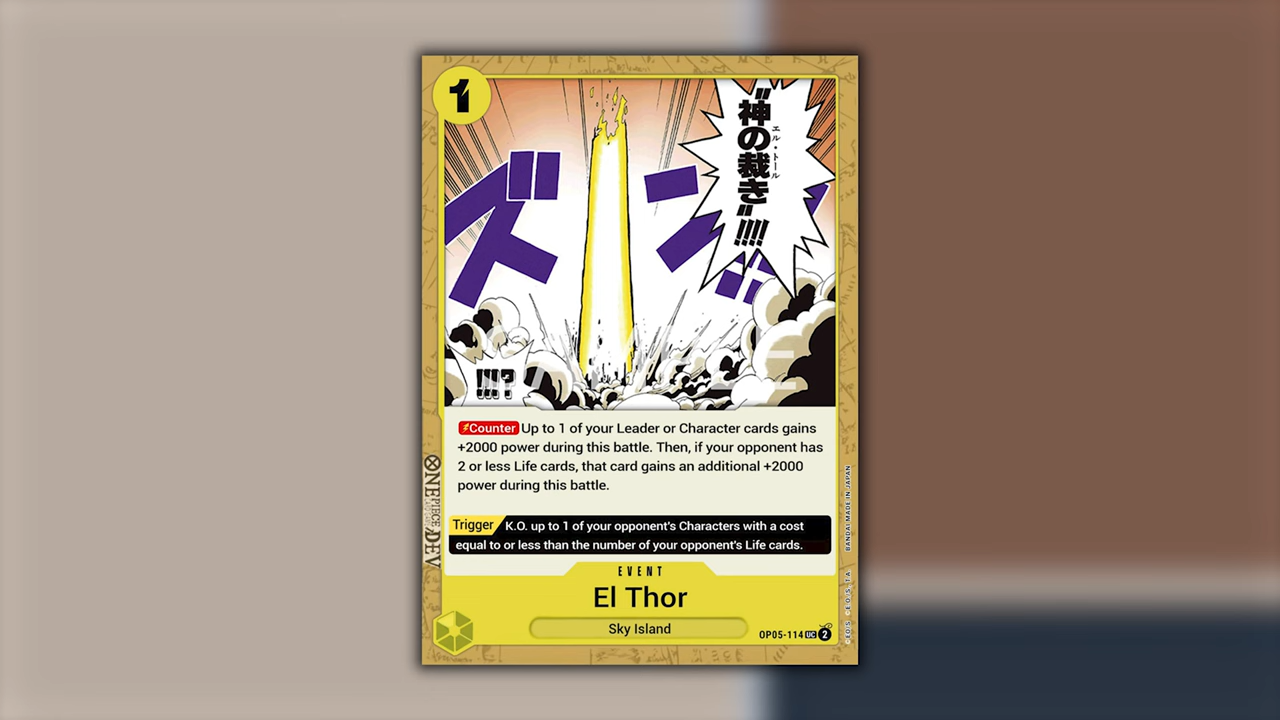 1
"神の裁き"!!!!
エル・トール
ズン
!!!?
SAMPLE
⚡Counter Up to 1 of your Leader or Character cards gains
+2000 power during this battle. Then, if your opponent has
2 or less Life cards, that card gains an additional +2000
power during this battle.
Trigger K.O. up to 1 of your opponent's Characters with a cost
equal to or less than the number of your opponent's Life cards.
EVENT
El Thor
Sky Island
OP05-114 UC 2
BANDAI MADE IN JAPAN